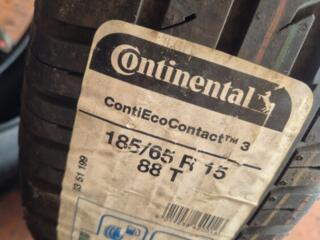 Continental
ContiEcoContact™ 3
185/65 R 15
88 T